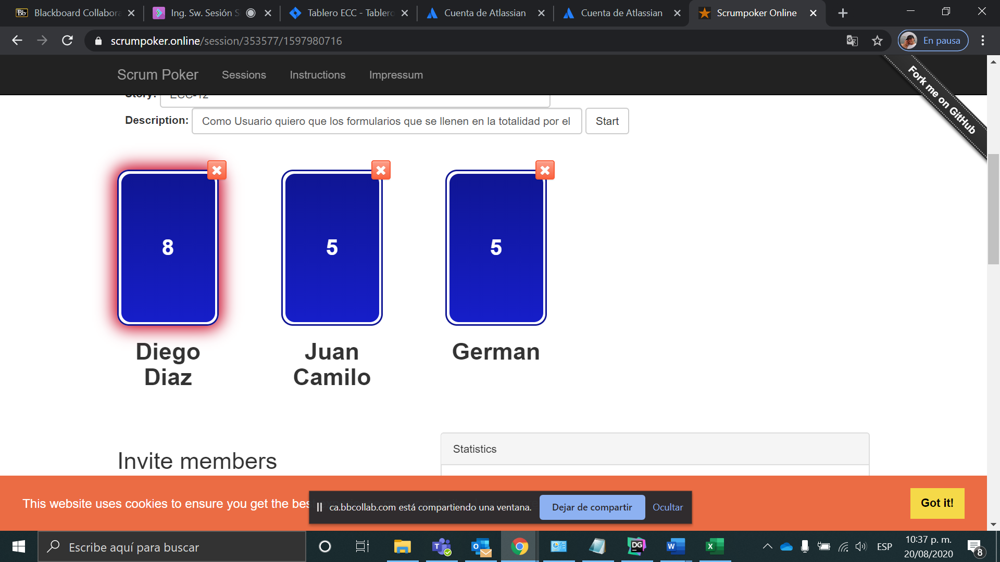 Blackboard Collabora
Ing. Sw. Sesión S
Tablero ECC - Tablero
Cuenta de Atlassian
Cuenta de Atlassian
Scrumpoker Online
scrumpoker.online/session/353577/1597980716
En pausa
Scrum Poker
Sessions
Instructions
Impressum
Fork me on GitHub
Story:
ECC-12
Description:
Como Usuario quiero que los formularios que se llenen en la totalidad por el
Start
8
5
5
Diego
Diaz
Juan
Camilo
German
Invite members
Statistics
This website uses cookies to ensure you get the bes
ca.bbcollab.com está compartiendo una ventana.
Dejar de compartir
Ocultar
Got it!
Escribe aquí para buscar
ESP
10:37 p. m.
20/08/2020
8